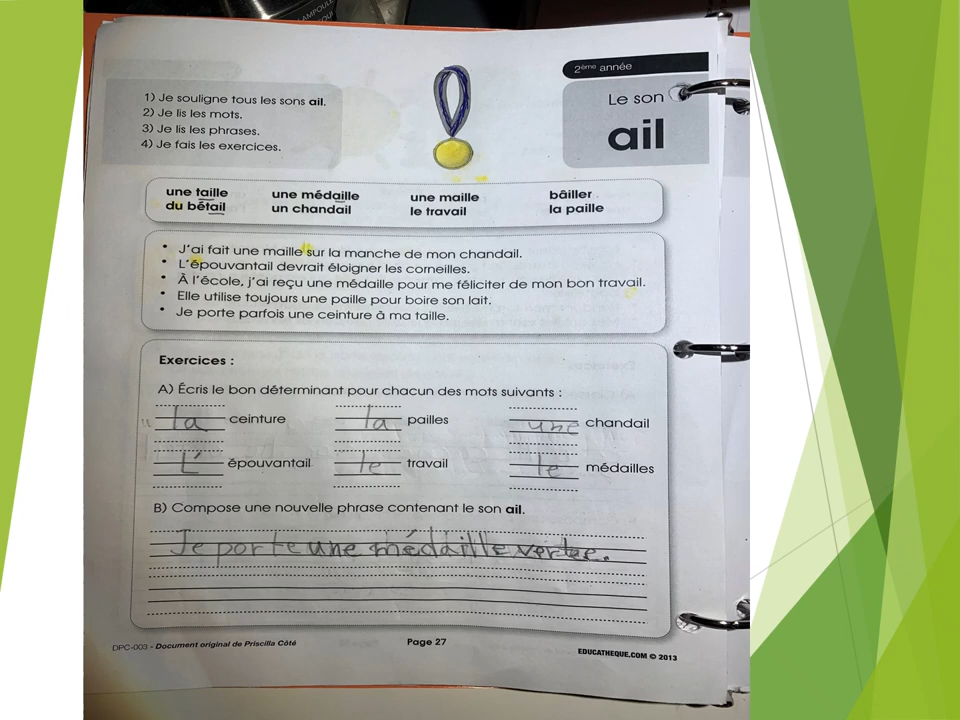 AMPOULE
2ème année
1) Je souligne tous les sons ail.
2) Je lis les mots.
3) Je lis les phrases.
4) Je fais les exercices.
Le son
ail
une taille une médaille une maille bâiller
du bétail un chandail le travail la paille
• J'ai fait une maille sur la manche de mon chandail.
• L'épouvantail devrait éloigner les corneilles.
• À l'école, j'ai reçu une médaille pour me féliciter de mon bon travail.
• Elle utilise toujours une paille pour boire son lait.
• Je porte parfois une ceinture à ma taille.
Exercices :
A) Écris le bon déterminant pour chacun des mots suivants :
la ceinture la pailles une chandail
L' épouvantail le travail le médailles
B) Compose une nouvelle phrase contenant le son ail.
Je porte une médaille verte.
DPC-003 - Document original de Priscilla Côté Page 27 EDUCATHEQUE.COM © 2013